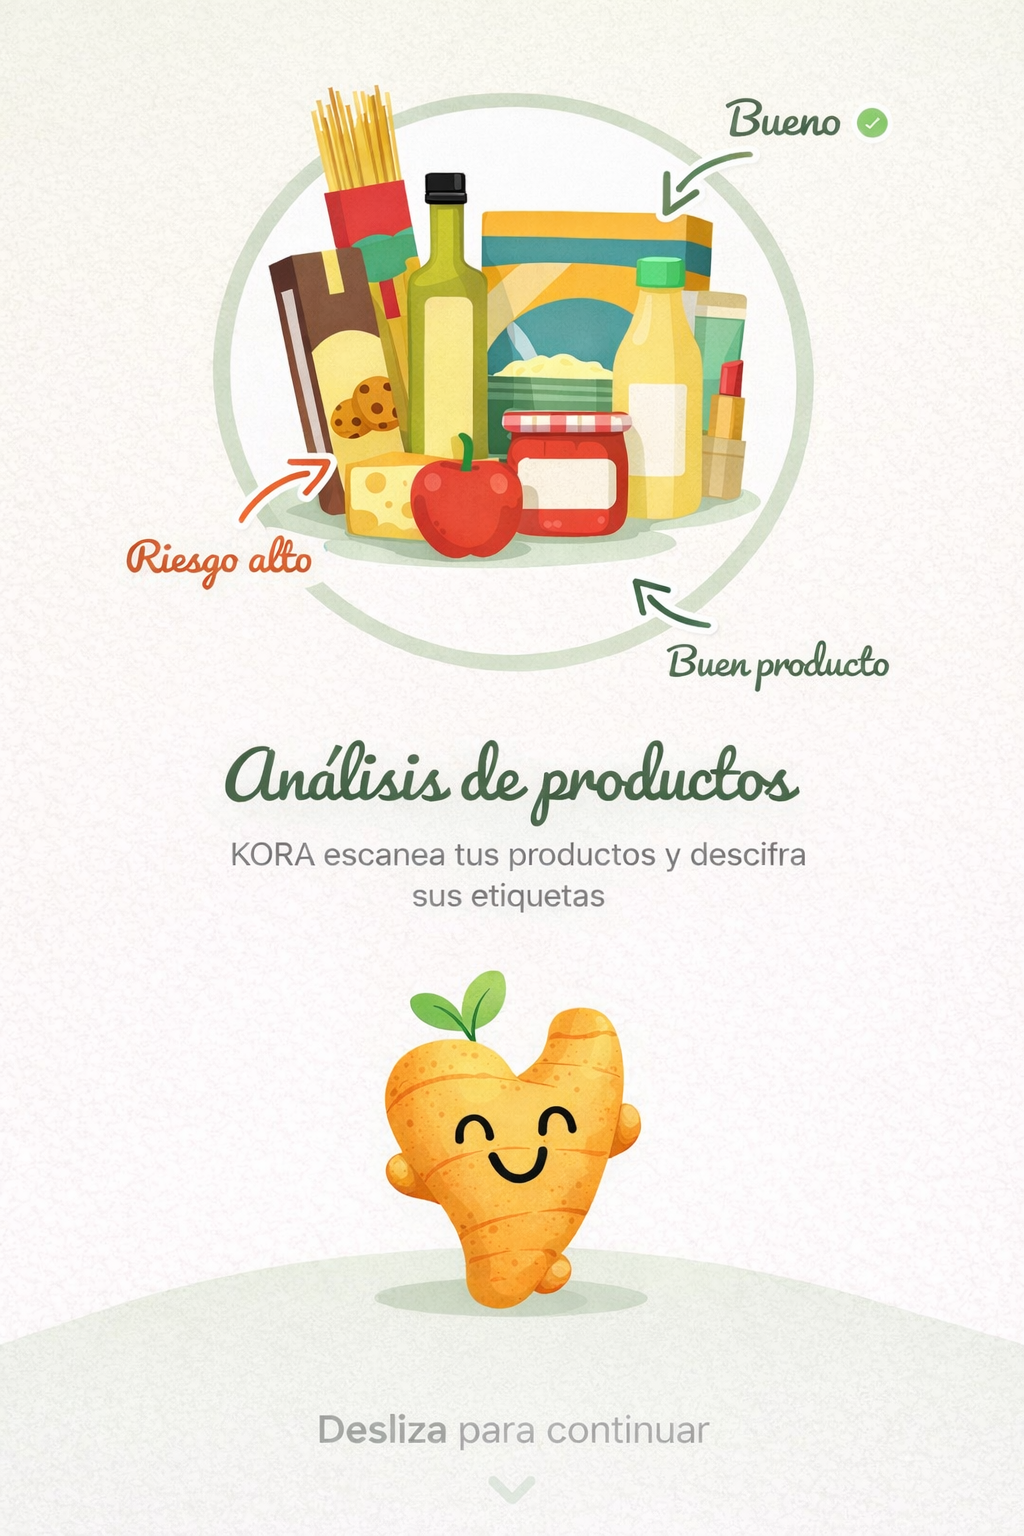 Bueno
Riesgo alto
Buen producto
Análisis de productos
KORA escanea tus productos y descifra
sus etiquetas
Desliza para continuar